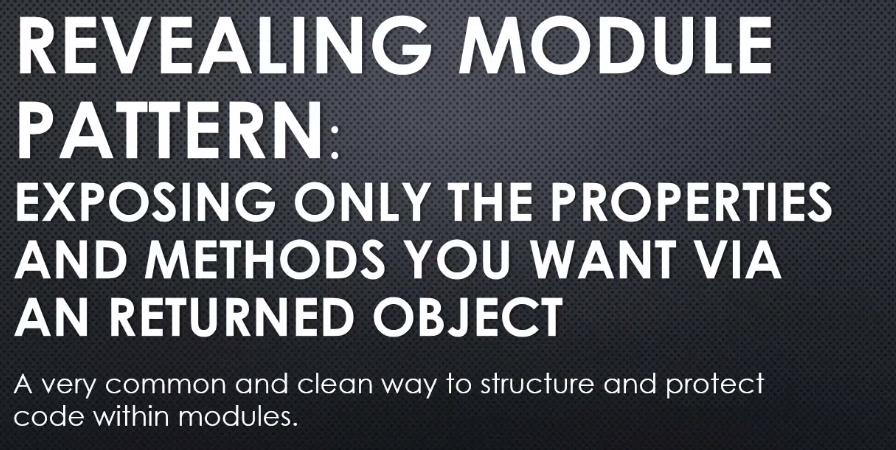 REVEALING MODULE
PATTERN:
EXPOSING ONLY THE PROPERTIES
AND METHODS YOU WANT VIA
AN RETURNED OBJECT
A very common and clean way to structure and protect
code within modules.